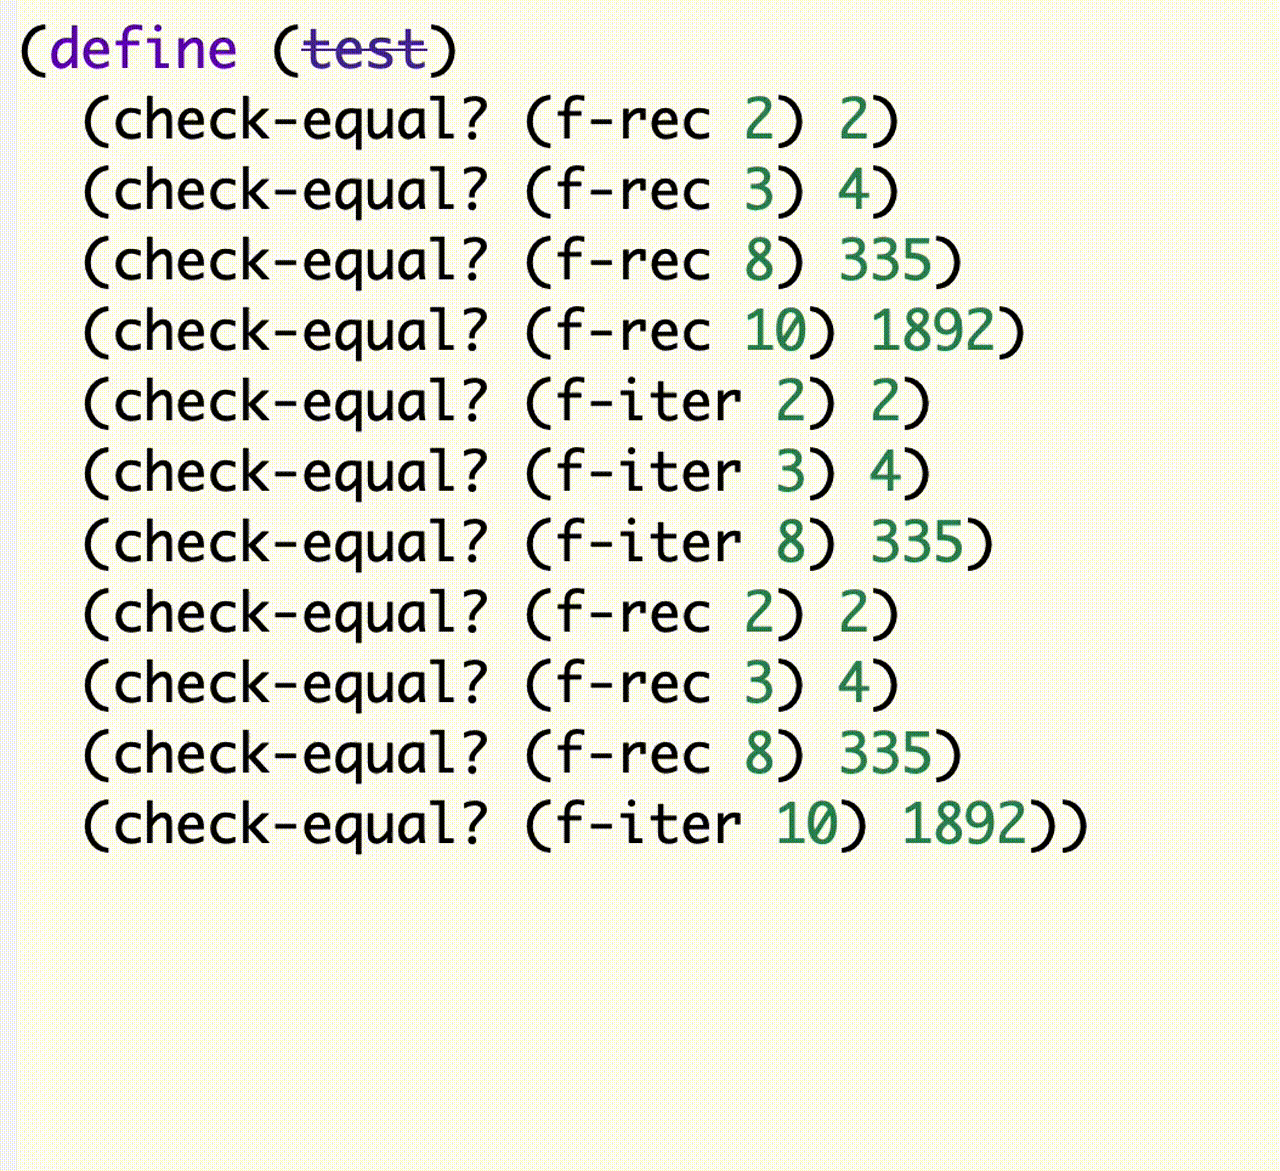 (define (test)
(check-equal? (f-rec 2) 2)
(check-equal? (f-rec 3) 4)
(check-equal? (f-rec 8) 335)
(check-equal? (f-rec 10) 1892)
(check-equal? (f-iter 2) 2)
(check-equal? (f-iter 3) 4)
(check-equal? (f-iter 8) 335)
(check-equal? (f-rec 2) 2)
(check-equal? (f-rec 3) 4)
(check-equal? (f-rec 8) 335)
(check-equal? (f-iter 10) 1892))